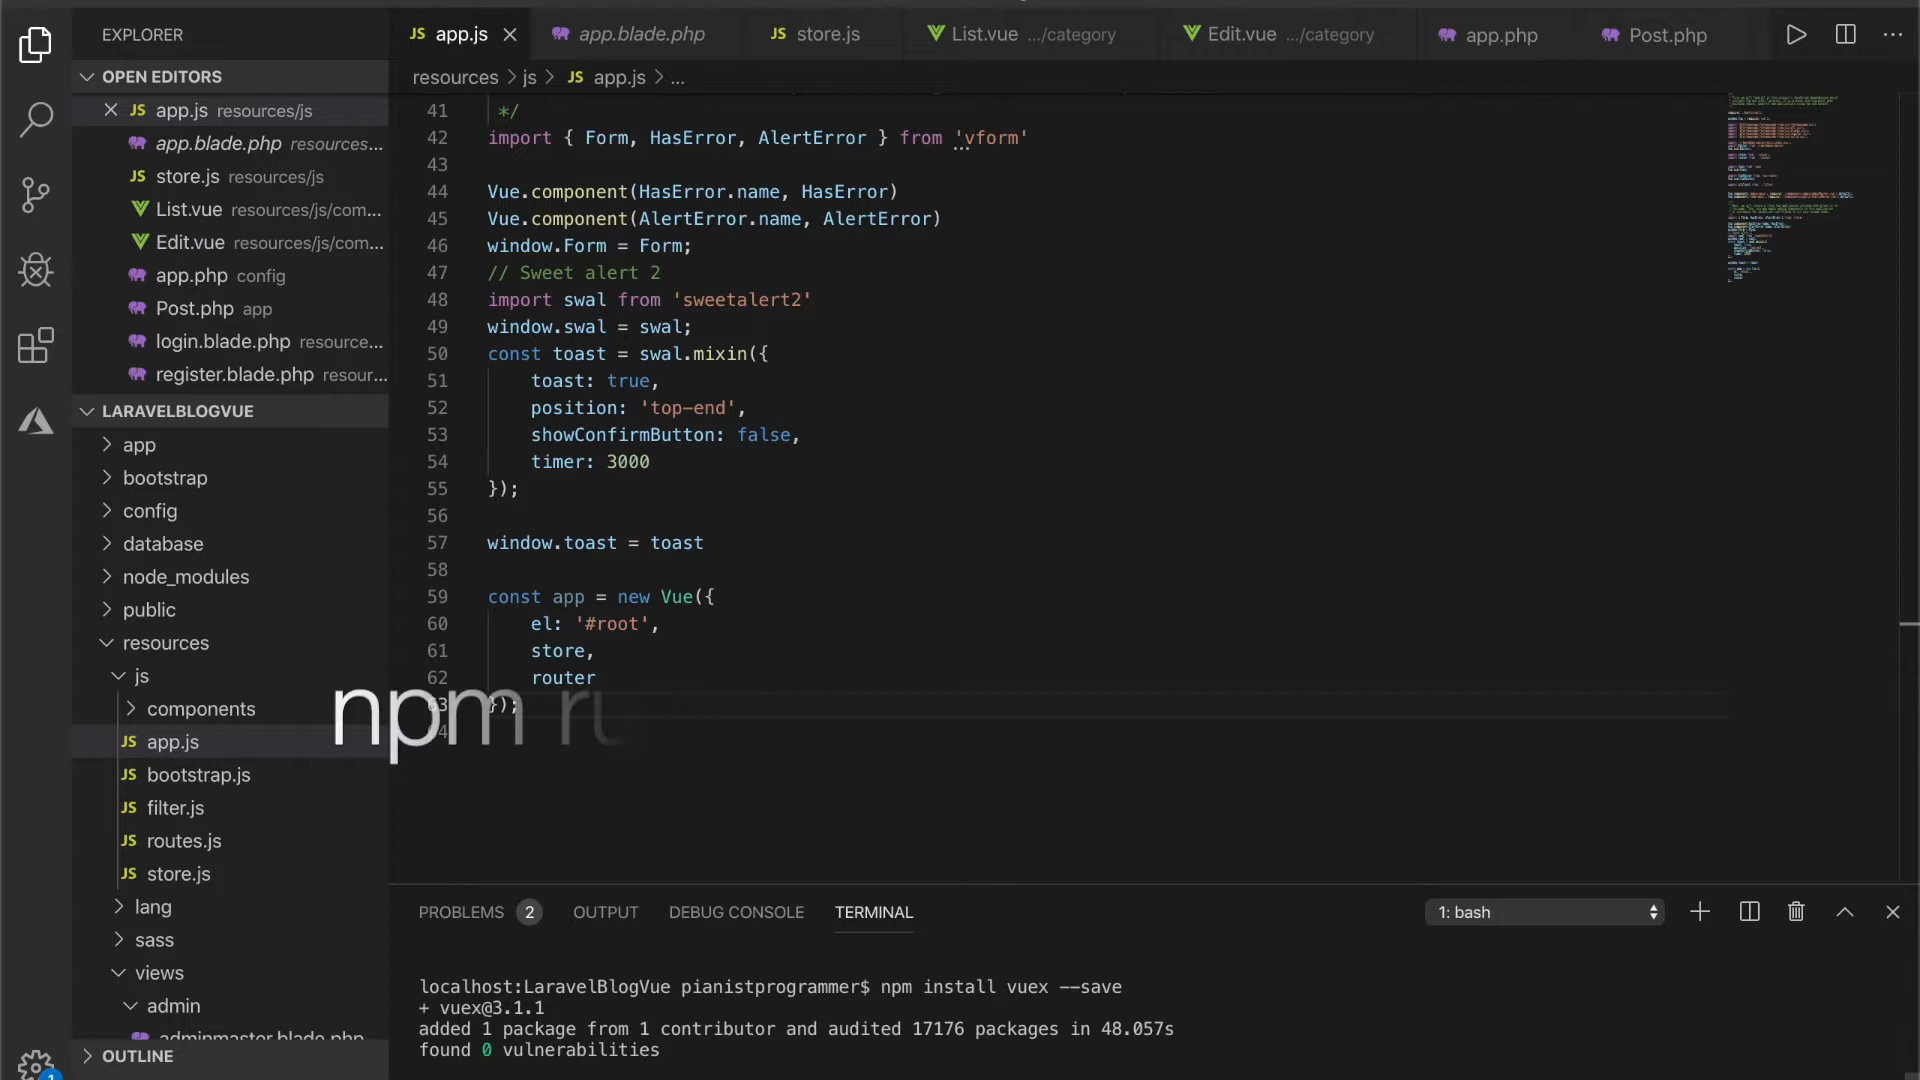 EXPLORER
JS app.js
app.blade.php
JS store.js
List.vue .../category
Edit.vue .../category
app.php
Post.php
OPEN EDITORS
JS app.js resources/js
app.blade.php resources...
JS store.js resources/js
List.vue resources/js/com...
Edit.vue resources/js/com...
app.php config
Post.php app
login.blade.php resource...
register.blade.php resour...
LARAVELBLOGVUE
app
bootstrap
config
database
node_modules
public
resources
js
components
JS app.js
JS bootstrap.js
JS filter.js
JS routes.js
JS store.js
lang
sass
views
admin
adminmaster.blade.php
OUTLINE
1
resources > js > JS app.js > ...
41 */
42 import { Form, HasError, AlertError } from 'vform'
43
44 Vue.component(HasError.name, HasError)
45 Vue.component(AlertError.name, AlertError)
46 window.Form = Form;
47 // Sweet alert 2
48 import swal from 'sweetalert2'
49 window.swal = swal;
50 const toast = swal.mixin({
51 toast: true,
52 position: 'top-end',
53 showConfirmButton: false,
54 timer: 3000
55 });
56
57 window.toast = toast
58
59 const app = new Vue({
60 el: '#root',
61 store,
62 router
63 });
64
npm ru
PROBLEMS 2 OUTPUT DEBUG CONSOLE TERMINAL
1: bash
localhost:LaravelBlogVue pianistprogrammer$ npm install vuex --save
+ vuex@3.1.1
added 1 package from 1 contributor and audited 17176 packages in 48.057s
found 0 vulnerabilities